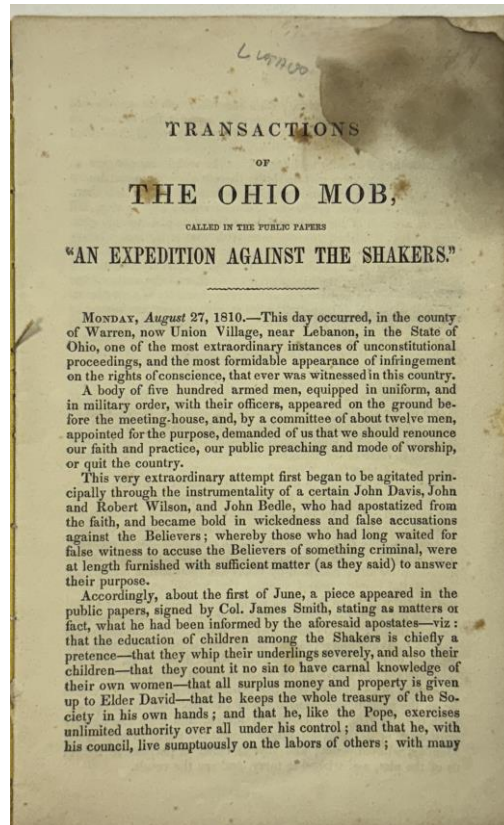 TRANSACTIONS
OF
THE OHIO MOB,
CALLED IN THE PUBLIC PAPERS
"AN EXPEDITION AGAINST THE SHAKERS."
MONDAY, August 27, 1810.—This day occurred, in the county
of Warren, now Union Village, near Lebanon, in the State of
Ohio, one of the most extraordinary instances of unconstitutional
proceedings, and the most formidable appearance of infringement
on the rights of conscience, that ever was witnessed in this country.
A body of five hundred armed men, equipped in uniform, and
in military order, with their officers, appeared on the ground be-
fore the meeting-house, and, by a committee of about twelve men,
appointed for the purpose, demanded of us that we should renounce
our faith and practice, our public preaching and mode of worship,
or quit the country.
This very extraordinary attempt first began to be agitated prin-
cipally through the instrumentality of a certain John Davis, John
and Robert Wilson, and John Bedle, who had apostatized from
the faith, and became bold in wickedness and false accusations
against the Believers; whereby those who had long waited for
false witness to accuse the Believers of something criminal, were
at length furnished with sufficient matter (as they said) to answer
their purpose.
Accordingly, about the first of June, a piece appeared in the
public papers, signed by Col. James Smith, stating as matters of
fact, what he had been informed by the aforesaid apostates—viz:
that the education of children among the Shakers is chiefly a
pretence—that they whip their underlings severely, and also their
children—that they count it no sin to have carnal knowledge of
their own women—that all surplus money and property is given
up to Elder David—that he keeps the whole treasury of the So-
ciety in his own hands; and that he, like the Pope, exercises
unlimited authority over all under his control; and that he, with
his council, live sumptuously on the labors of others; with many